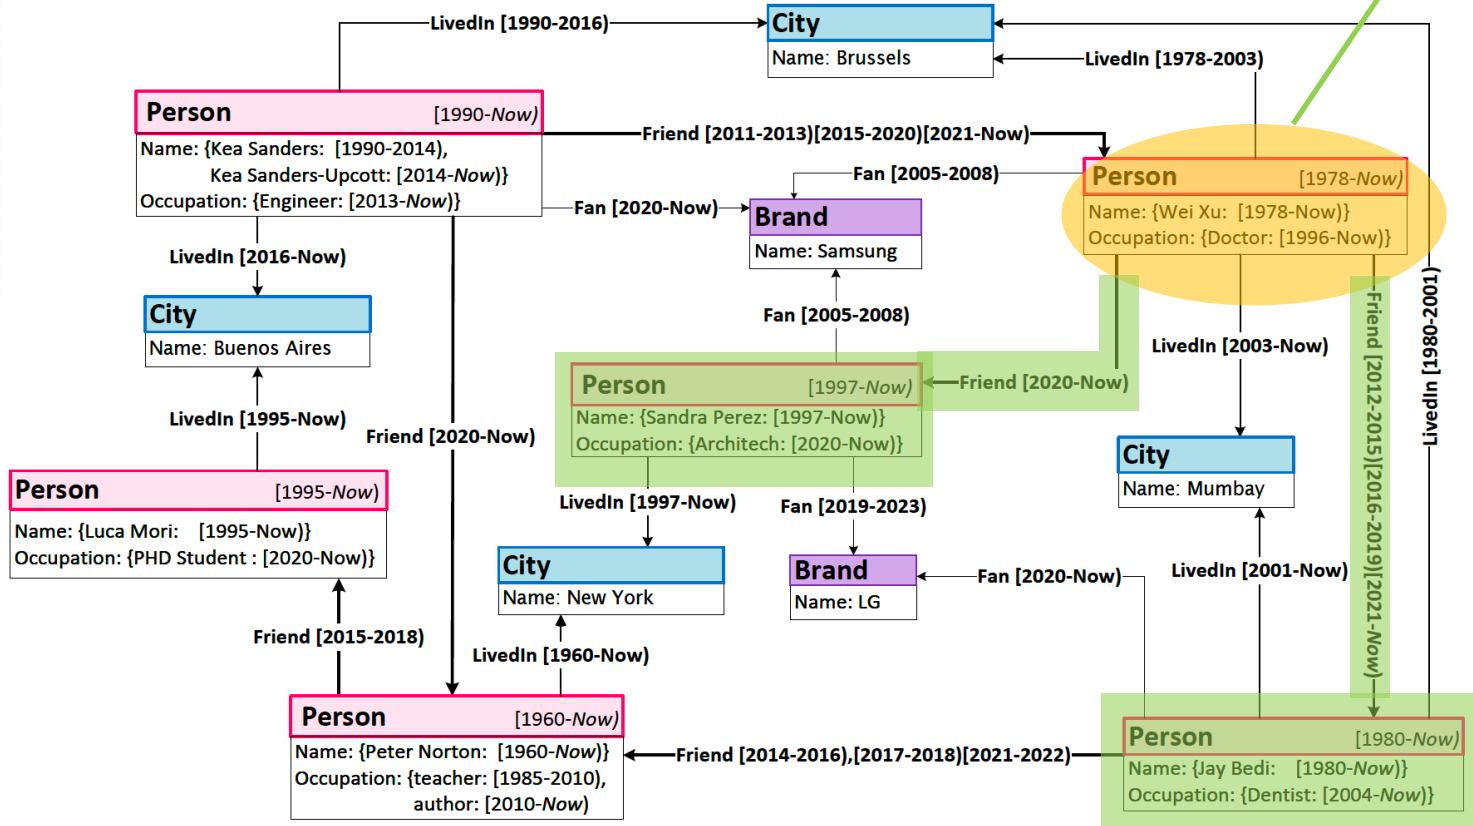 LivedIn [1990-2016)
City
Name: Brussels
LivedIn [1978-2003)
Person [1990-Now)
Name: {Kea Sanders: [1990-2014),
Kea Sanders-Upcott: [2014-Now)}
Occupation: {Engineer: [2013-Now)}
Friend [2011-2013)[2015-2020)[2021-Now)
Person [1978-Now)
Name: {Wei Xu: [1978-Now)}
Occupation: {Doctor: [1996-Now)}
Fan [2005-2008)
Fan [2020-Now)
Brand
Name: Samsung
LivedIn [2016-Now)
City
Name: Buenos Aires
Fan [2005-2008)
LivedIn [2003-Now)
Friend [2012-2015)[2016-2019)[2021-Now)
LivedIn [1980-2001)
Person [1997-Now)
Name: {Sandra Perez: [1997-Now)}
Occupation: {Architech: [2020-Now)}
Friend [2020-Now)
LivedIn [1995-Now)
Friend [2020-Now)
City
Name: Mumbay
Person [1995-Now)
Name: {Luca Mori: [1995-Now)}
Occupation: {PHD Student : [2020-Now)}
LivedIn [1997-Now)
Fan [2019-2023)
City
Name: New York
Brand
Name: LG
Fan [2020-Now)
LivedIn [2001-Now)
Friend [2015-2018)
LivedIn [1960-Now)
Person [1960-Now)
Name: {Peter Norton: [1960-Now)}
Occupation: {teacher: [1985-2010),
author: [2010-Now)
Friend [2014-2016),[2017-2018)[2021-2022)
Person [1980-Now)
Name: {Jay Bedi: [1980-Now)}
Occupation: {Dentist: [2004-Now)}